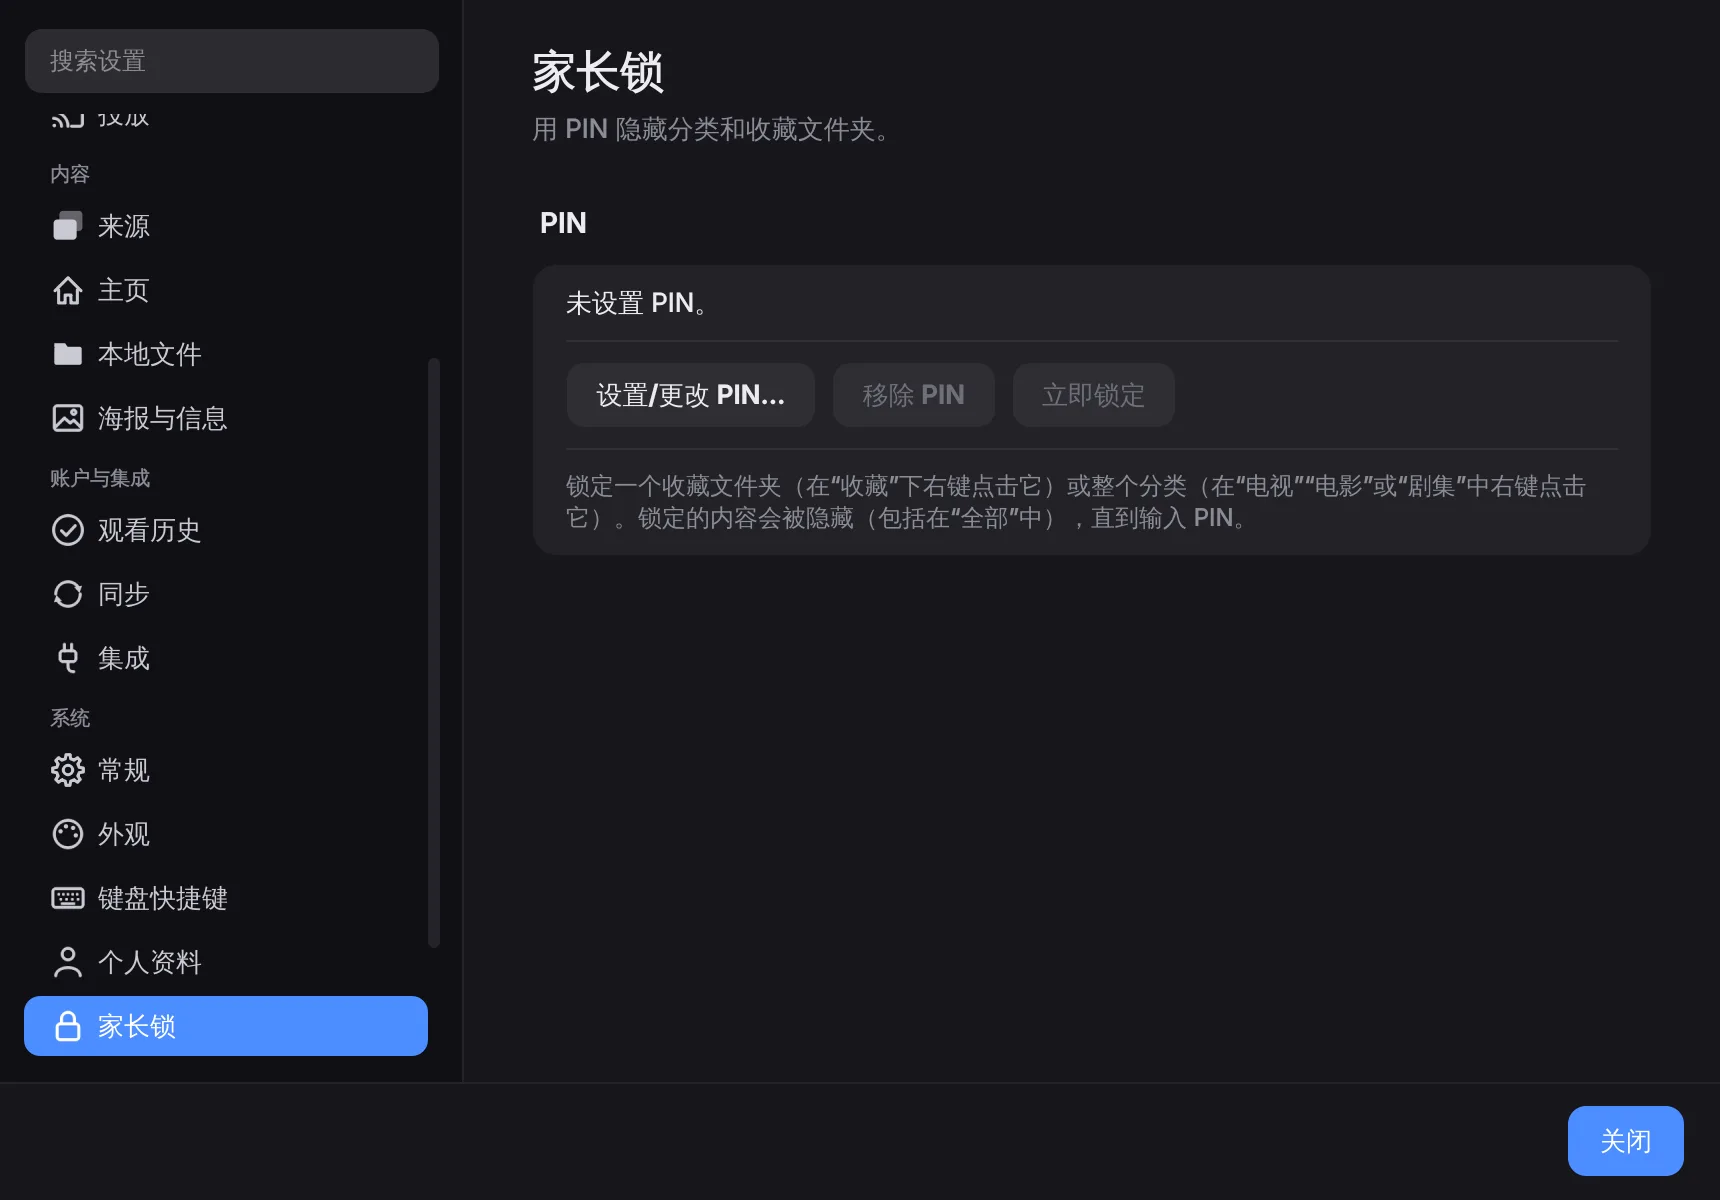 搜索设置
投放
内容
来源
主页
本地文件
海报与信息
账户与集成
观看历史
同步
集成
系统
常规
外观
键盘快捷键
个人资料
家长锁
家长锁
用 PIN 隐藏分类和收藏文件夹。
PIN
未设置 PIN。
设置/更改 PIN...
移除 PIN
立即锁定
锁定一个收藏文件夹（在“收藏”下右键点击它）或整个分类（在“电视”“电影”或“剧集”中右键点击
它）。锁定的内容会被隐藏（包括在“全部”中），直到输入 PIN。
关闭